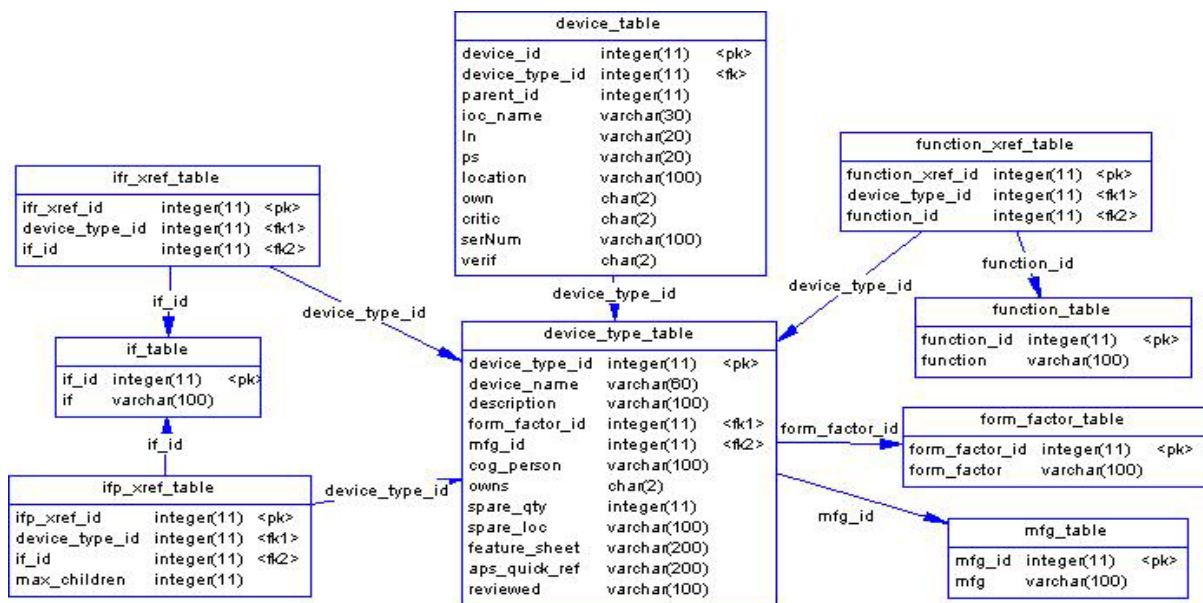 device_table
device_id integer(11) <pk>
device_type_id integer(11) <fk>
parent_id integer(11)
ioc_name varchar(30)
ln varchar(20)
ps varchar(20)
location varchar(100)
own char(2)
critic char(2)
serNum varchar(100)
verif char(2)
ifr_xref_table
ifr_xref_id integer(11) <pk>
device_type_id integer(11) <fk1>
if_id integer(11) <fk2>
function_xref_table
function_xref_id integer(11) <pk>
device_type_id integer(11) <fk1>
function_id integer(11) <fk2>
if_id
device_type_id
device_type_id
device_type_id
function_id
if_table
if_id integer(11) <pk>
if varchar(100)
device_type_table
device_type_id integer(11) <pk>
device_name varchar(60)
description varchar(100)
form_factor_id integer(11) <fk1>
mfg_id integer(11) <fk2>
cog_person varchar(100)
owns char(2)
spare_qty integer(11)
spare_loc varchar(100)
feature_sheet varchar(200)
aps_quick_ref varchar(200)
reviewed varchar(100)
function_table
function_id integer(11) <pk>
function varchar(100)
if_id
device_type_id
form_factor_id
form_factor_table
form_factor_id integer(11) <pk>
form_factor varchar(100)
ifp_xref_table
ifp_xref_id integer(11) <pk>
device_type_id integer(11) <fk1>
if_id integer(11) <fk2>
max_children integer(11)
mfg_id
mfg_table
mfg_id integer(11) <pk>
mfg varchar(100)